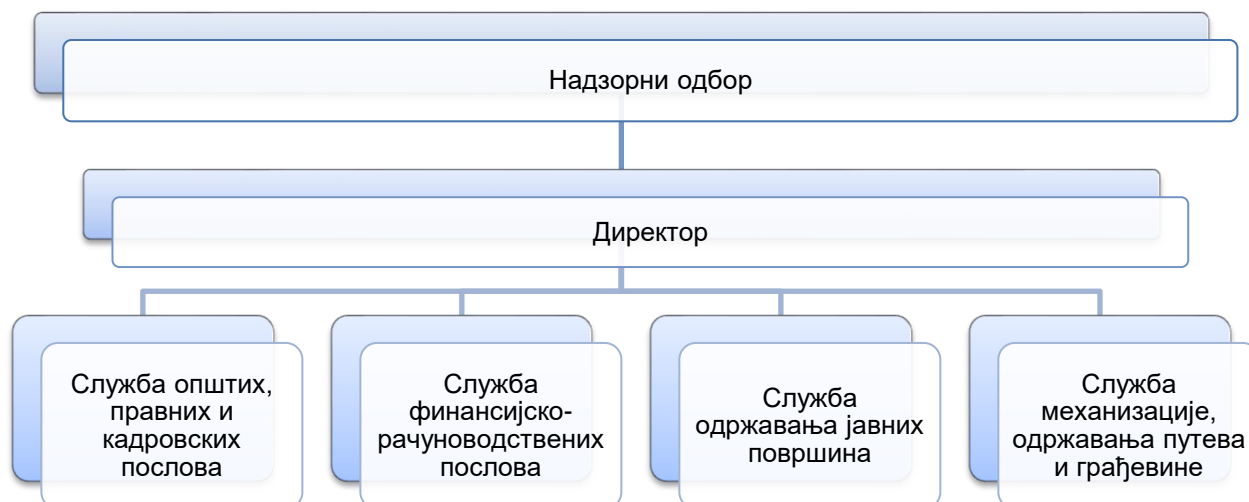 Надзорни одбор
Директор
Служба општих,
правних и
кадровских
послова
Служба
финансијско-
рачуноводствених
послова
Служба
одржавања јавних
површина
Служба
механизације,
одржавања путева
и грађевине